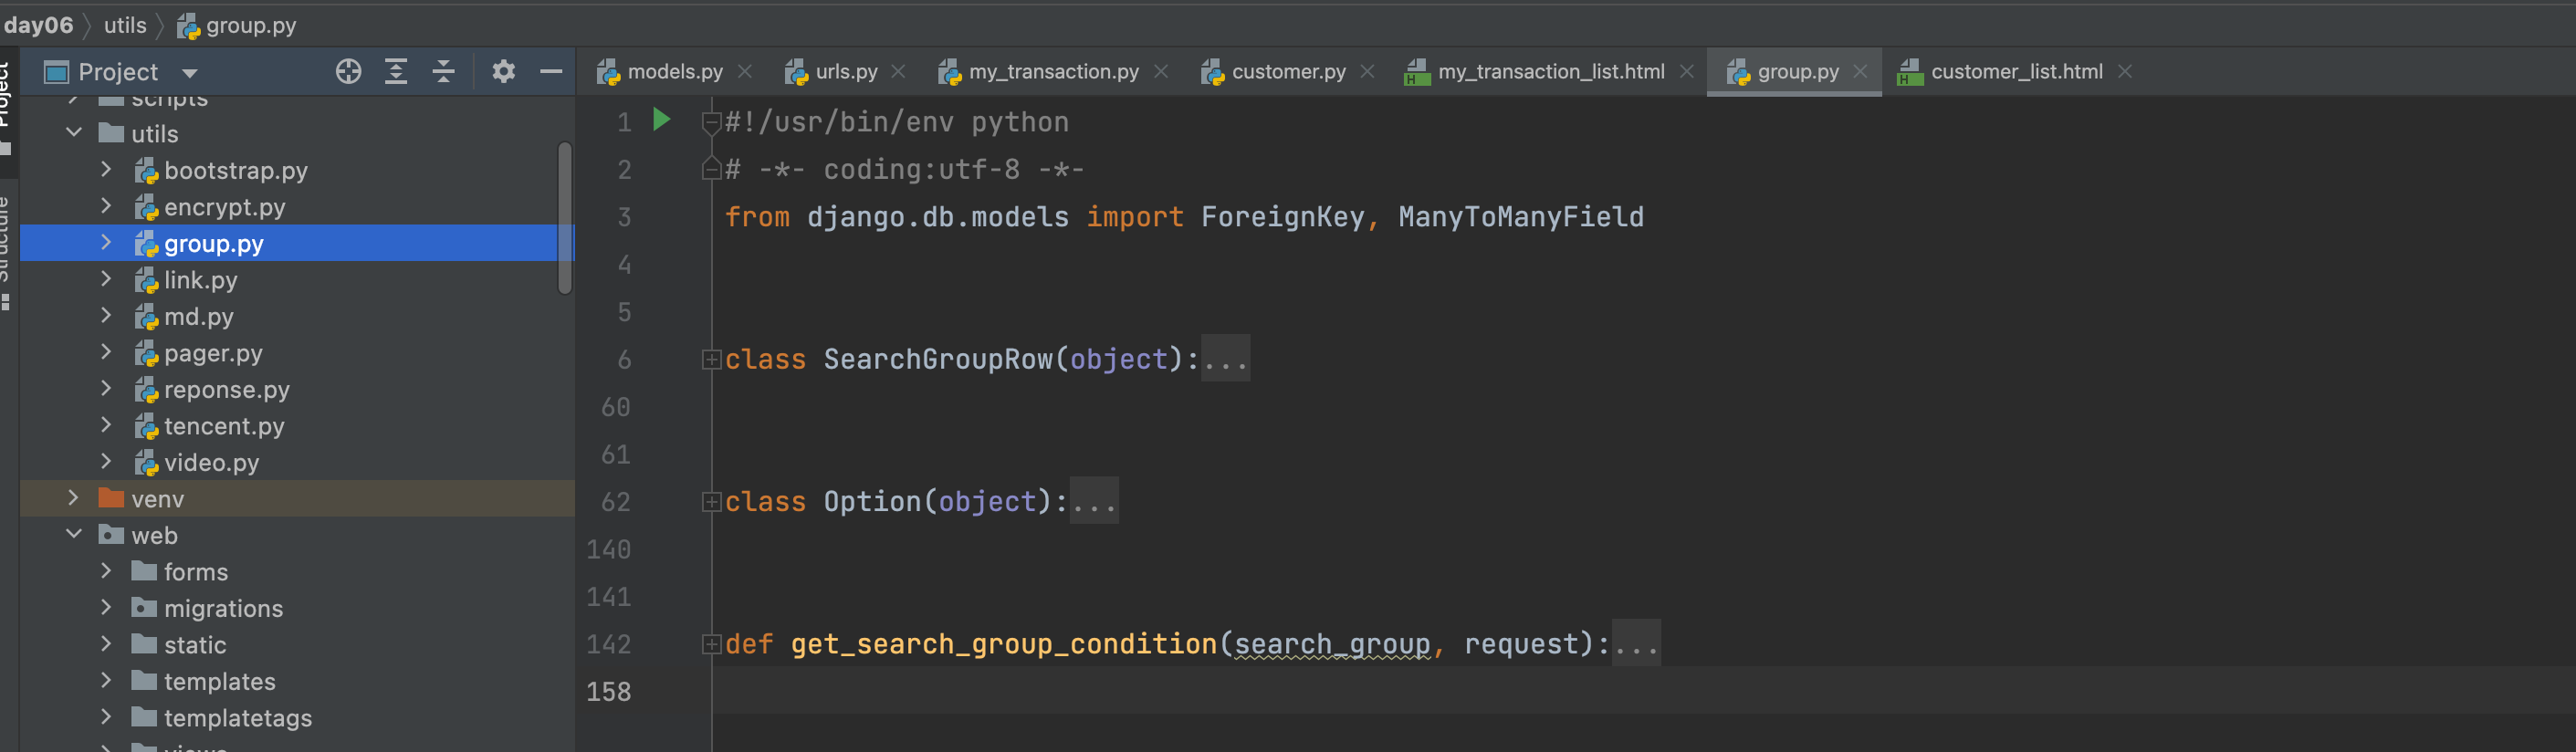 day06 utils group.py
Project
models.py urls.py my_transaction.py customer.py my_transaction_list.html group.py customer_list.html
Project
Structure
scripts
utils
bootstrap.py
encrypt.py
group.py
link.py
md.py
pager.py
reponse.py
tencent.py
video.py
venv
web
forms
migrations
static
templates
templatetags
views
1 #!/usr/bin/env python
2 # -*- coding:utf-8 -*-
3 from django.db.models import ForeignKey, ManyToManyField
4
5
6 class SearchGroupRow(object):...
60
61
62 class Option(object):...
140
141
142 def get_search_group_condition(search_group, request):...
158